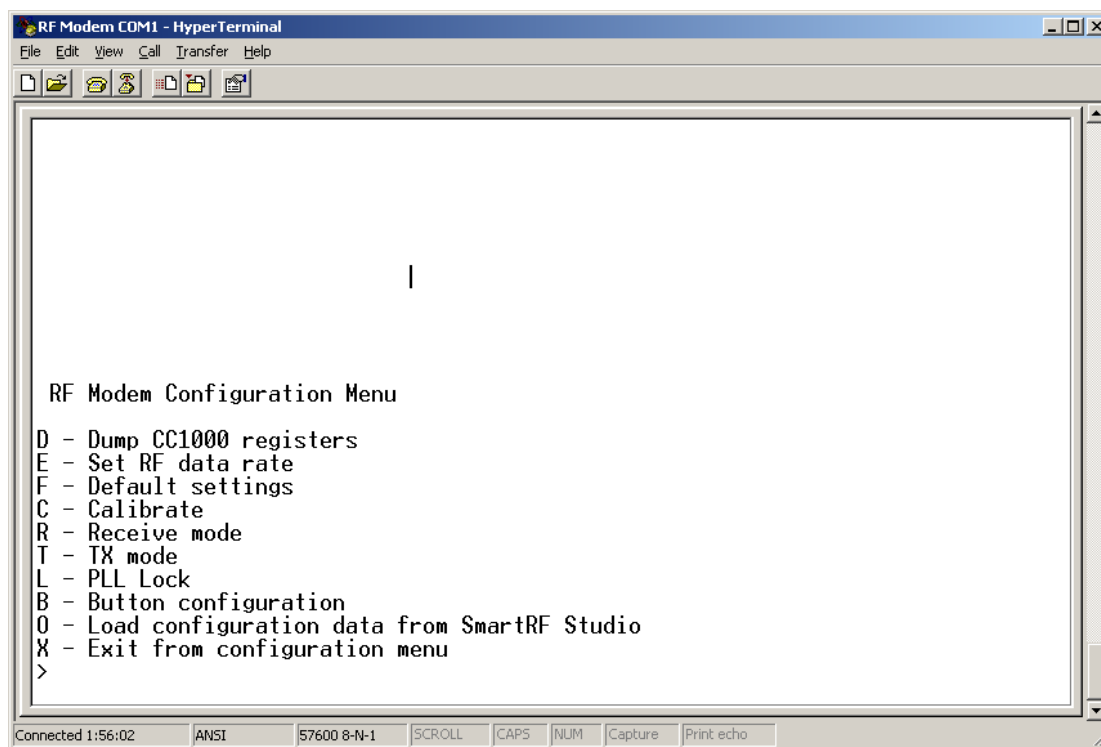 RF Modem COM1 - HyperTerminal
File Edit View Call Transfer Help
RF Modem Configuration Menu
D - Dump CC1000 registers
E - Set RF data rate
F - Default settings
C - Calibrate
R - Receive mode
T - TX mode
L - PLL Lock
B - Button configuration
O - Load configuration data from SmartRF Studio
X - Exit from configuration menu
>
Connected 1:56:02 ANSI 57600 8-N-1 SCROLL CAPS NUM Capture Print echo